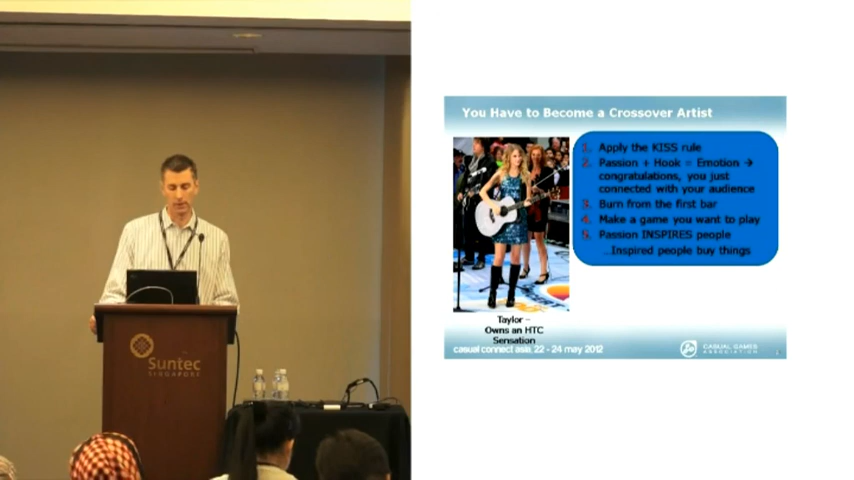 Suntec
SINGAPORE
You Have to Become a Crossover Artist
1. Apply the KISS rule
2. Passion + Hook = Emotion →
congratulations, you just
connected with your audience
3. Burn from the first bar
4. Make a game you want to play
5. Passion INSPIRES people
...Inspired people buy things
Taylor –
Owns an HTC
Sensation
casual connect asia, 22 - 24 may 2012
CASUAL GAMES
ASSOCIATION